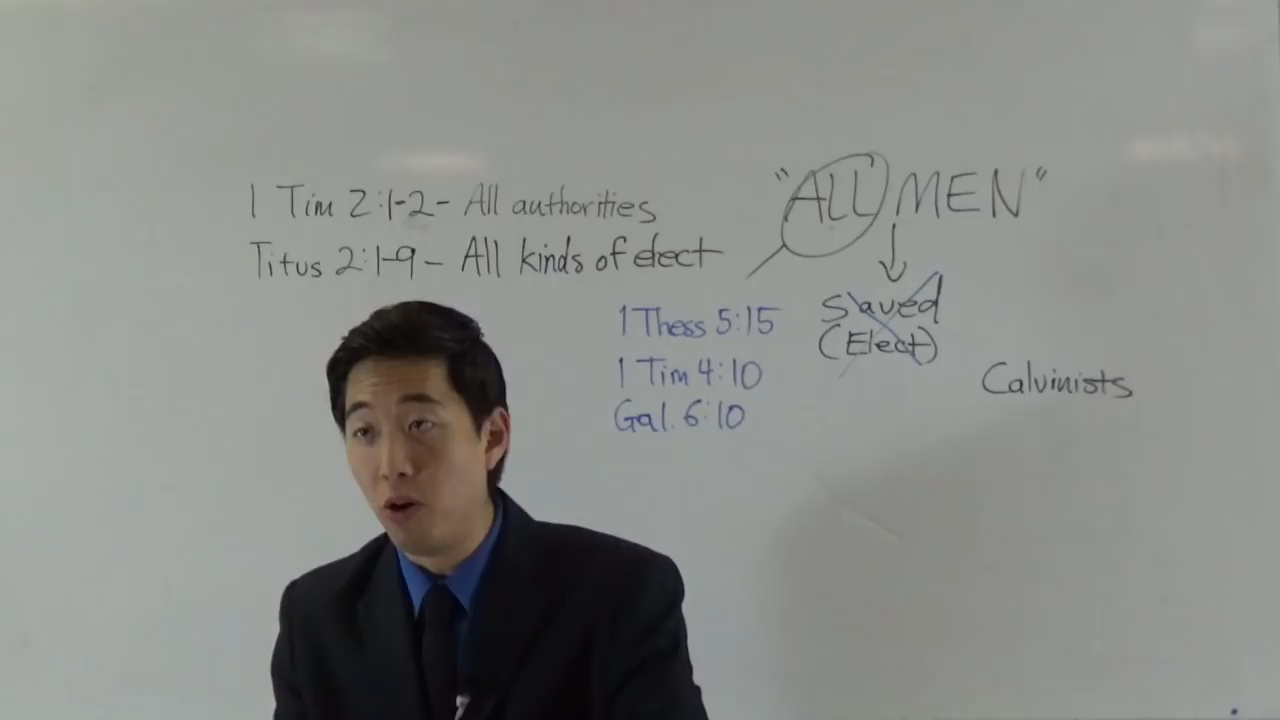 1 Tim 2:1-2- All authorities
Titus 2:1-9- All kinds of elect
"ALL MEN"
Saved
(Elect)
1 Thess 5:15
1 Tim 4:10
Gal. 6:10
Calvinists